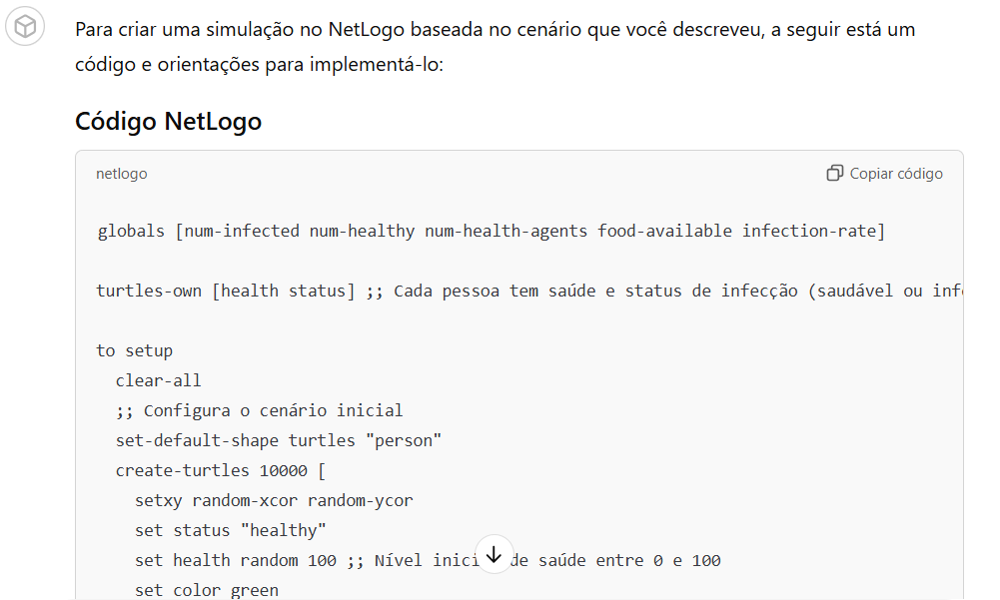 Para criar uma simulação no NetLogo baseada no cenário que você descreveu, a seguir está um
código e orientações para implementá-lo:
Código NetLogo
netlogo
Copiar código
globals [num-infected num-healthy num-health-agents food-available infection-rate]
turtles-own [health status] ;; Cada pessoa tem saúde e status de infecção (saudável ou
to setup
clear-all
;; Configura o cenário inicial
set-default-shape turtles "person"
create-turtles 10000 [
setxy random-xcor random-ycor
set status "healthy"
set health random 100 ;; Nível de saúde entre 0 e 100
set color green